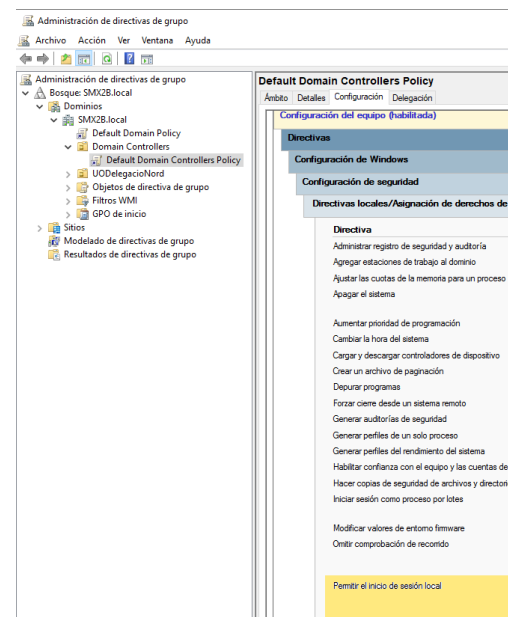 Administración de directivas de grupo
Archivo Acción Ver Ventana Ayuda
Administración de directivas de grupo
Bosque: SMX2B.local
Dominios
SMX2B.local
Default Domain Policy
Domain Controllers
Default Domain Controllers Policy
UODelegacioNord
Objetos de directiva de grupo
Filtros WMI
GPO de inicio
Sitios
Modelado de directivas de grupo
Resultados de directivas de grupo
Default Domain Controllers Policy
Ámbito Detalles Configuración Delegación
Configuración del equipo (habilitada)
Directivas
Configuración de Windows
Configuración de seguridad
Directivas locales/Asignación de derechos de
Directiva
Administrar registro de seguridad y auditoría
Agregar estaciones de trabajo al dominio
Ajustar las cuotas de la memoria para un proceso
Apagar el sistema
Aumentar prioridad de programación
Cambiar la hora del sistema
Cargar y descargar controladores de dispositivo
Crear un archivo de paginación
Depurar programas
Forzar cierre desde un sistema remoto
Generar auditorías de seguridad
Generar perfiles de un solo proceso
Generar perfiles del rendimiento del sistema
Habilitar confianza con el equipo y las cuentas de
Hacer copias de seguridad de archivos y directori
Iniciar sesión como proceso por lotes
Modificar valores de entorno firmware
Omitir comprobación de recorrido
Permitir el inicio de sesión local